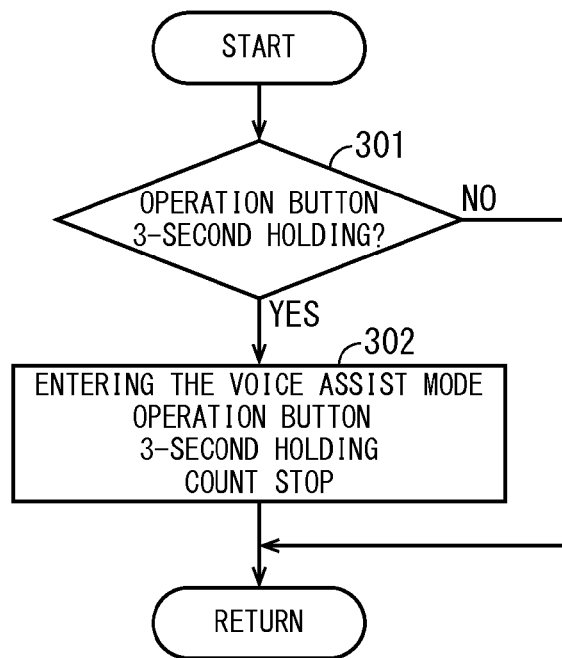 START
301
OPERATION BUTTON
3-SECOND HOLDING?
NO
YES
302
ENTERING THE VOICE ASSIST MODE
OPERATION BUTTON
3-SECOND HOLDING
COUNT STOP
RETURN